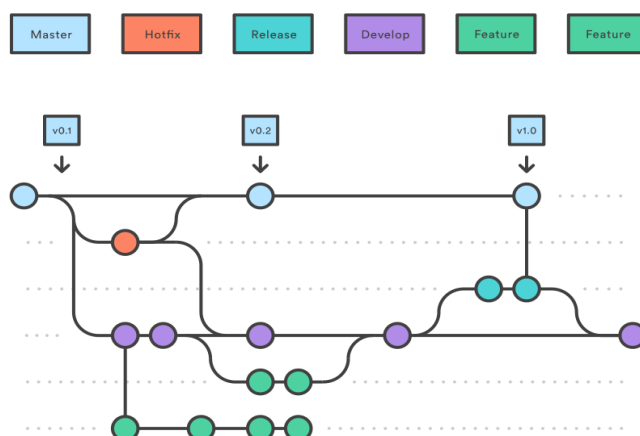 Master
Hotfix
Release
Develop
Feature
Feature
v0.1
v0.2
v1.0